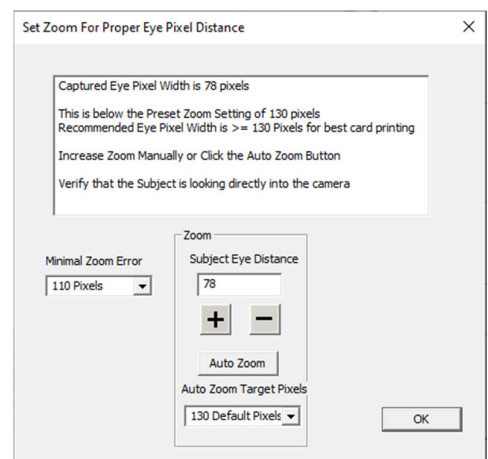 Set Zoom For Proper Eye Pixel Distance
Captured Eye Pixel Width is 78 pixels
This is below the Preset Zoom Setting of 130 pixels
Recommended Eye Pixel Width is >= 130 Pixels for best card printing
Increase Zoom Manually or Click the Auto Zoom Button
Verify that the Subject is looking directly into the camera
Zoom
Minimal Zoom Error
Subject Eye Distance
110 Pixels
78
+ −
Auto Zoom
Auto Zoom Target Pixels
130 Default Pixels
OK